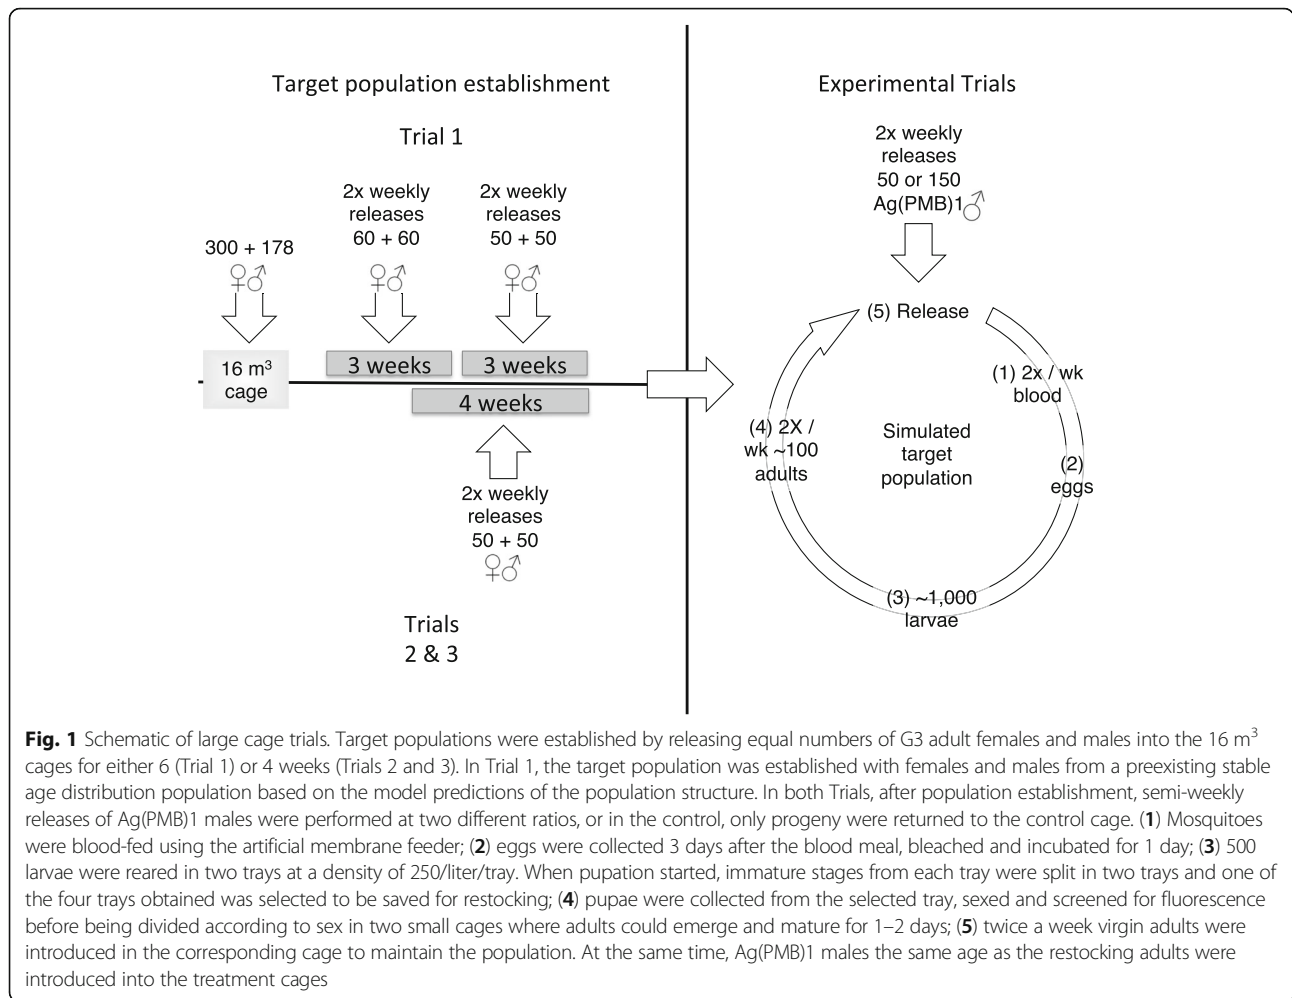 Target population establishment
Trial 1
300 + 178
♀♂
2x weekly
releases
60 + 60
♀♂
2x weekly
releases
50 + 50
♀♂
16 m³
cage
3 weeks
3 weeks
4 weeks
2x weekly
releases
50 + 50
♀♂
Trials
2 & 3
Experimental Trials
2x weekly
releases
50 or 150
Ag(PMB)1♂
(5) Release
(1) 2x / wk
blood
(2)
eggs
(3) ~1,000
larvae
(4) 2X /
wk ~100
adults
Simulated
target
population
Fig. 1 Schematic of large cage trials. Target populations were established by releasing equal numbers of G3 adult females and males into the 16 m³
cages for either 6 (Trial 1) or 4 weeks (Trials 2 and 3). In Trial 1, the target population was established with females and males from a preexisting stable
age distribution population based on the model predictions of the population structure. In both Trials, after population establishment, semi-weekly
releases of Ag(PMB)1 males were performed at two different ratios, or in the control, only progeny were returned to the control cage. (1) Mosquitoes
were blood-fed using the artificial membrane feeder; (2) eggs were collected 3 days after the blood meal, bleached and incubated for 1 day; (3) 500
larvae were reared in two trays at a density of 250/liter/tray. When pupation started, immature stages from each tray were split in two trays and one of
the four trays obtained was selected to be saved for restocking; (4) pupae were collected from the selected tray, sexed and screened for fluorescence
before being divided according to sex in two small cages where adults could emerge and mature for 1–2 days; (5) twice a week virgin adults were
introduced in the corresponding cage to maintain the population. At the same time, Ag(PMB)1 males the same age as the restocking adults were
introduced into the treatment cages